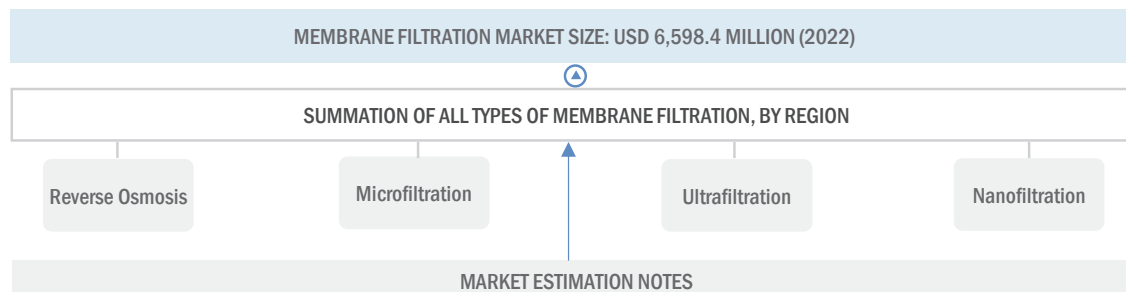 MEMBRANE FILTRATION MARKET SIZE: USD 6,598.4 MILLION (2022)
SUMMATION OF ALL TYPES OF MEMBRANE FILTRATION, BY REGION
Reverse Osmosis
Microfiltration
Ultrafiltration
Nanofiltration
MARKET ESTIMATION NOTES